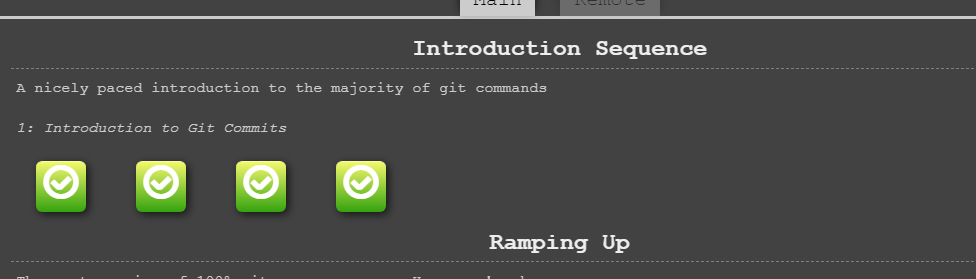 Main Remote
Introduction Sequence
A nicely paced introduction to the majority of git commands
1: Introduction to Git Commits
Ramping Up